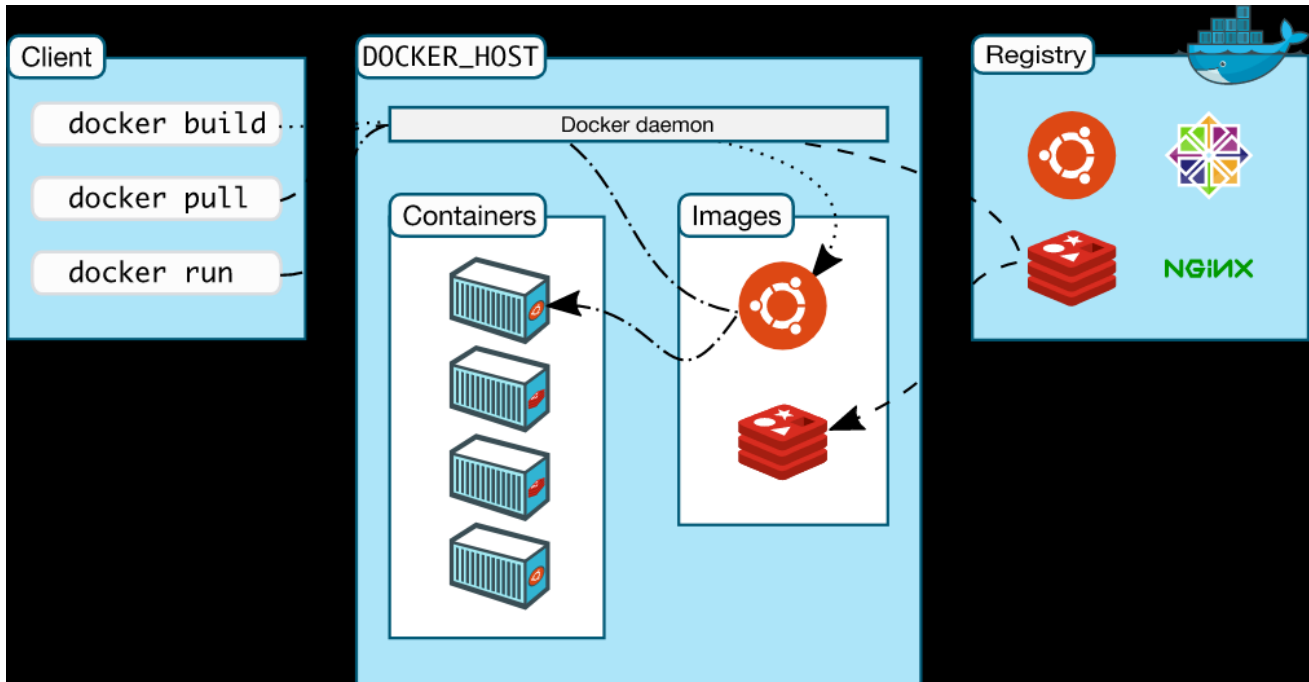 Client
docker build
docker pull
docker run
DOCKER_HOST
Docker daemon
Containers
Images
Registry
NGiNX